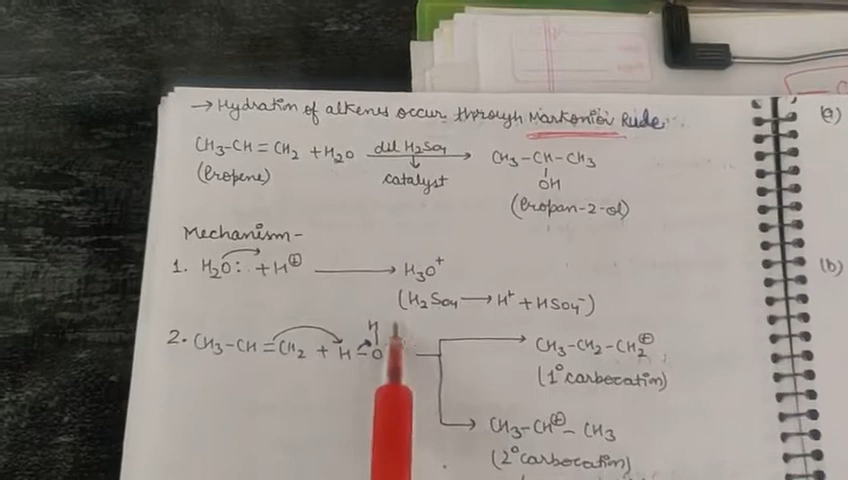 → Hydration of alkenes occur through Markoniov Rude
CH3-CH=CH2 + H2O dil H2SO4 → CH3-CH-CH3
OH
(Propene) catalyst (Propan-2-ol)
Mechanism-
1. H2O: + H⊕ → H3O+
(H2SO4 → H+ + HSO4-)
H
2. CH3-CH=CH2 + H-O → CH3-CH2-CH2⊕
(1° carbocation)
CH3-CH⊕-CH3
(2° carbocation)
(a)
(b)